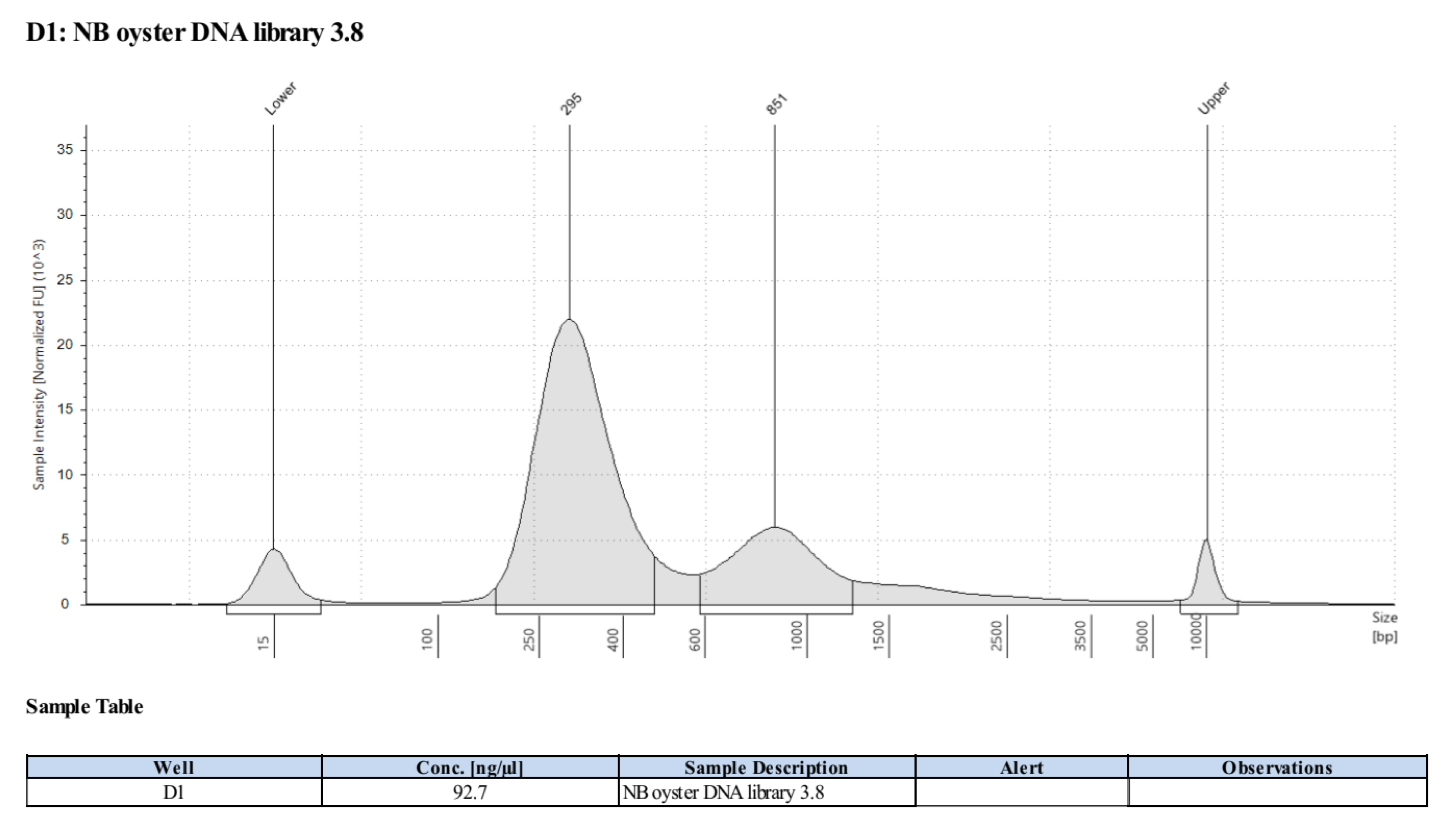 D1: NB oyster DNA library 3.8
Lower 295 851 Upper
Sample Intensity [Normalized FU] (10^3)
35
30
25
20
15
10
5
0
15 100 250 400 600 1000 1500 2500 3500 5000 10000 Size [bp]
Sample Table
Well Conc. [ng/µl] Sample Description Alert Observations
D1 92.7 NB oyster DNA library 3.8